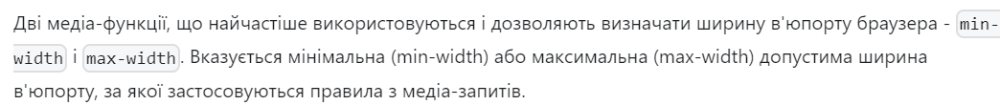 Дві медіа-функції, що найчастіше використовуються і дозволяють визначати ширину в'юпорту браузера - min-
width і max-width. Вказується мінімальна (min-width) або максимальна (max-width) допустима ширина
в'юпорту, за якої застосовуються правила з медіа-запитів.